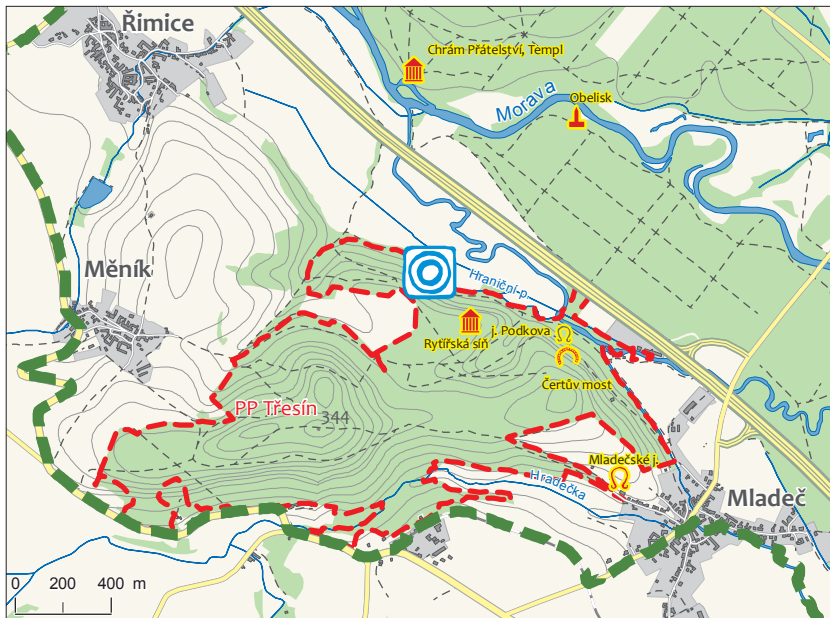 Řimice
Chrám Přátelství, Templ
Morava
Obelisk
Měník
Hraniční p.
j. Podkova
Rytířská síň
Čertův most
PP Třesín
344
Mladečské j.
Hradečka
Mladeč
0 200 400 m